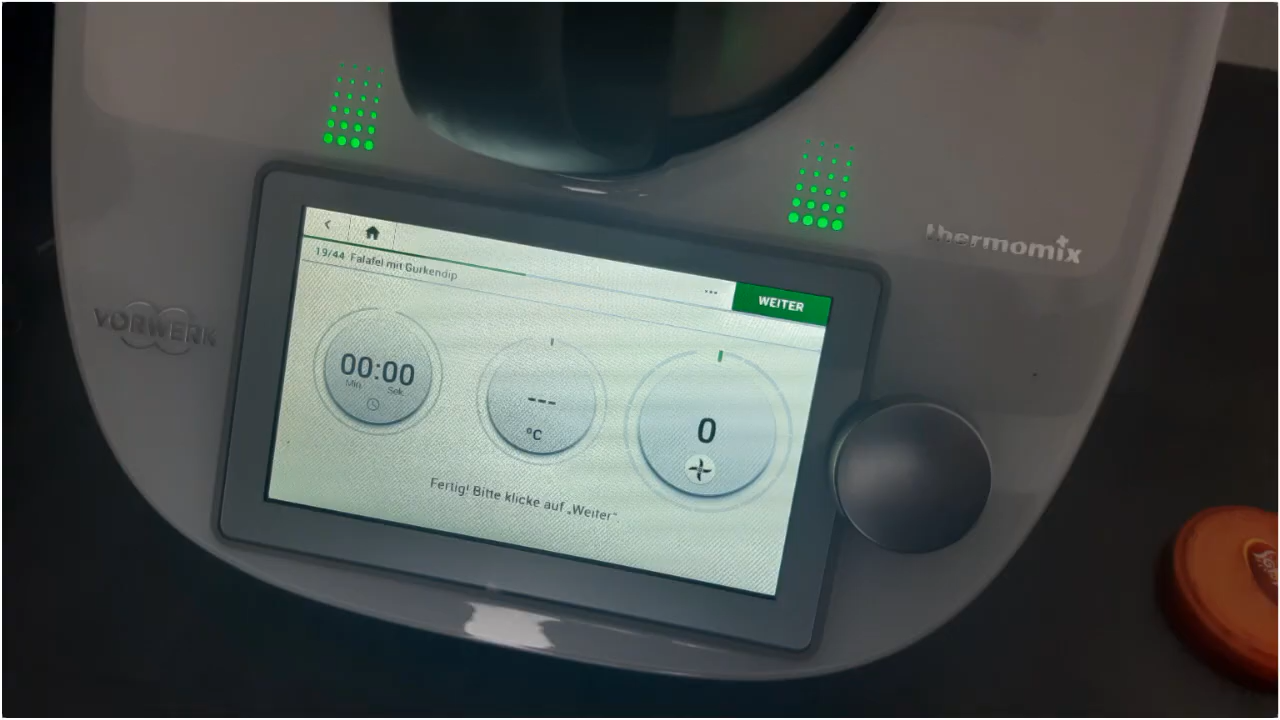 thermomix
VORWERK
19/44 Falafel mit Gurkendip
...
WEITER
00:00
Min Sek
---
°C
0
Fertig! Bitte klicke auf „Weiter“.